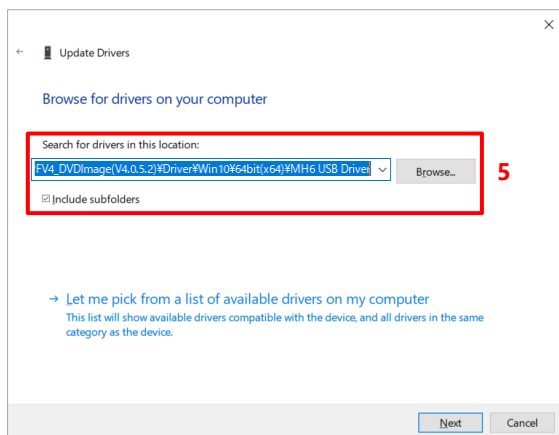 Update Drivers
Browse for drivers on your computer
Search for drivers in this location:
FV4_DVDImage(V4.0.5.2)¥Driver¥Win10¥64bit(x64)¥MH6 USB Driver
Browse...
5
Include subfolders
→ Let me pick from a list of available drivers on my computer
This list will show available drivers compatible with the device, and all drivers in the same
category as the device.
Next
Cancel